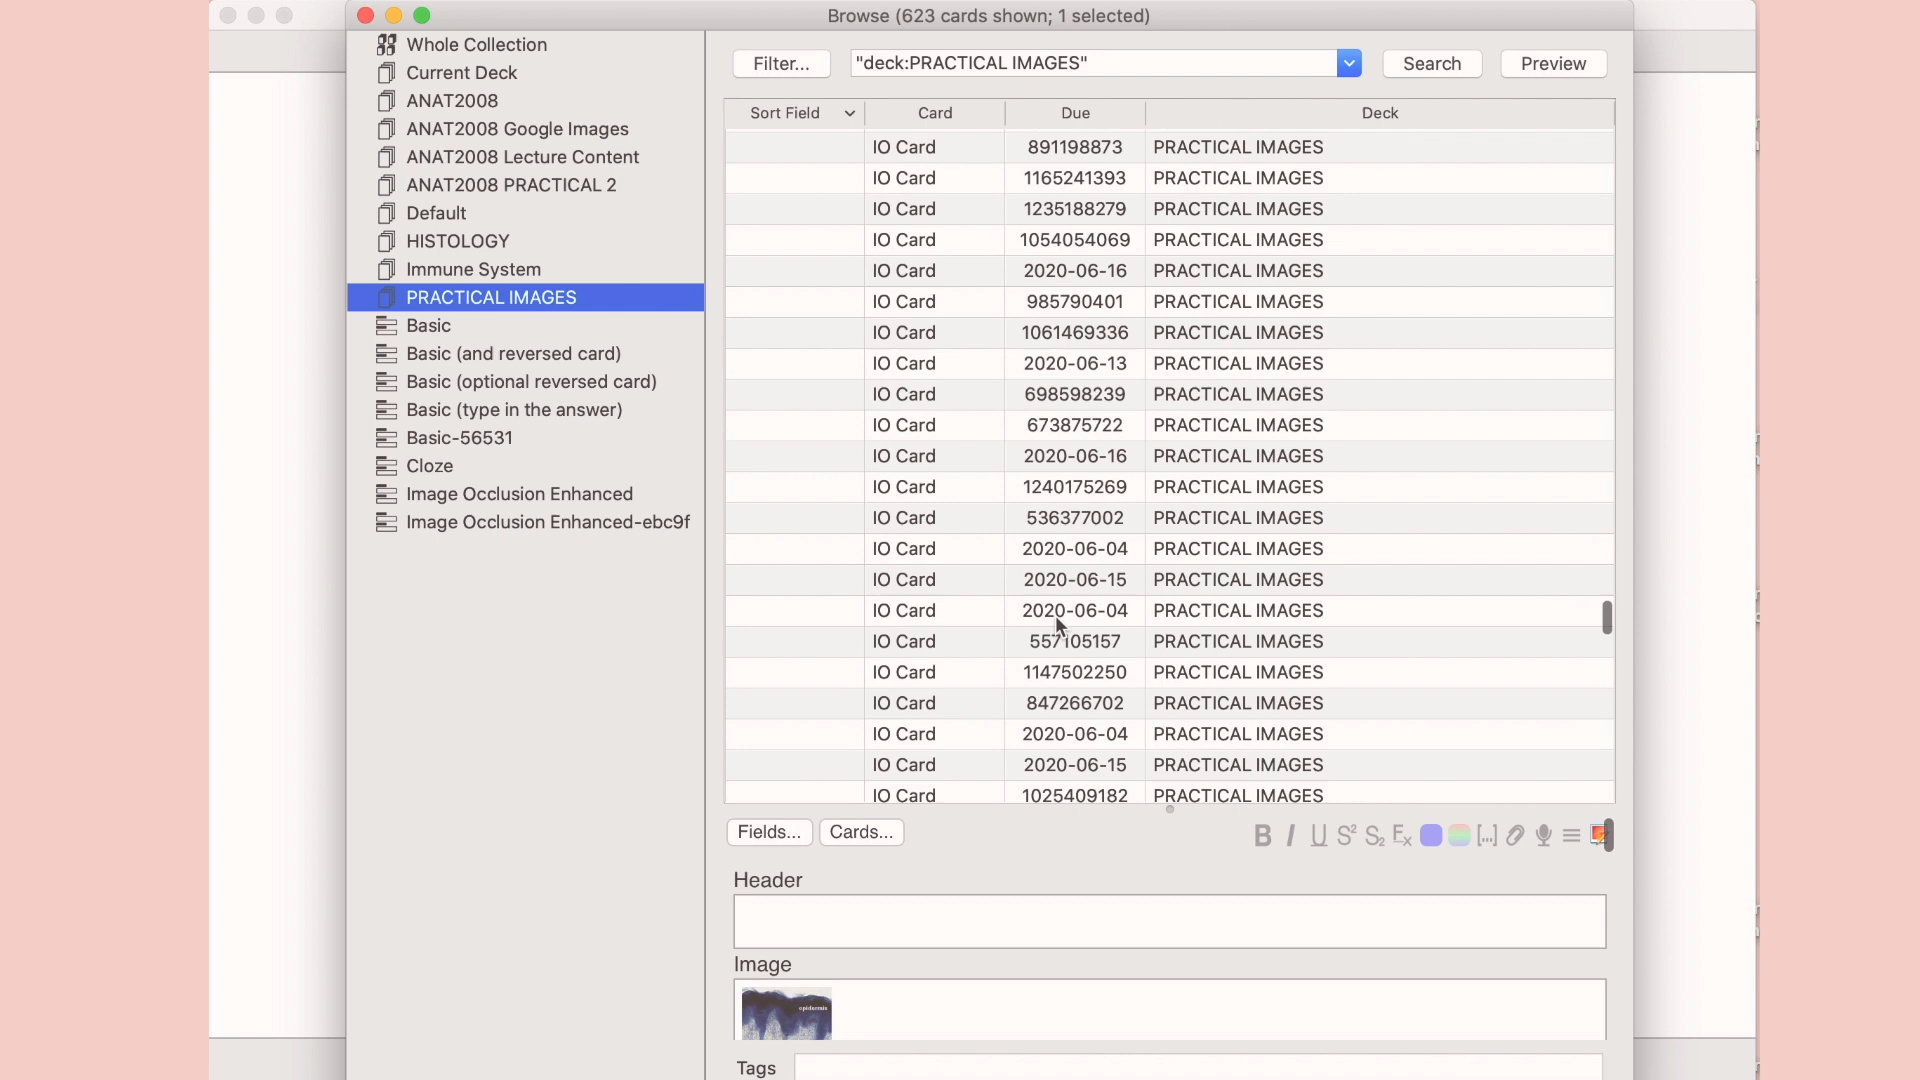 Browse (623 cards shown; 1 selected)
Whole Collection
Current Deck
ANAT2008
ANAT2008 Google Images
ANAT2008 Lecture Content
ANAT2008 PRACTICAL 2
Default
HISTOLOGY
Immune System
PRACTICAL IMAGES
Basic
Basic (and reversed card)
Basic (optional reversed card)
Basic (type in the answer)
Basic-56531
Cloze
Image Occlusion Enhanced
Image Occlusion Enhanced-ebc9f
Filter... "deck:PRACTICAL IMAGES" Search Preview
Sort Field Card Due Deck
IO Card 891198873 PRACTICAL IMAGES
IO Card 1165241393 PRACTICAL IMAGES
IO Card 1235188279 PRACTICAL IMAGES
IO Card 1054054069 PRACTICAL IMAGES
IO Card 2020-06-16 PRACTICAL IMAGES
IO Card 985790401 PRACTICAL IMAGES
IO Card 1061469336 PRACTICAL IMAGES
IO Card 2020-06-13 PRACTICAL IMAGES
IO Card 698598239 PRACTICAL IMAGES
IO Card 673875722 PRACTICAL IMAGES
IO Card 2020-06-16 PRACTICAL IMAGES
IO Card 1240175269 PRACTICAL IMAGES
IO Card 536377002 PRACTICAL IMAGES
IO Card 2020-06-04 PRACTICAL IMAGES
IO Card 2020-06-15 PRACTICAL IMAGES
IO Card 2020-06-04 PRACTICAL IMAGES
IO Card 557105157 PRACTICAL IMAGES
IO Card 1147502250 PRACTICAL IMAGES
IO Card 847266702 PRACTICAL IMAGES
IO Card 2020-06-04 PRACTICAL IMAGES
IO Card 2020-06-15 PRACTICAL IMAGES
IO Card 1025409182 PRACTICAL IMAGES
Fields... Cards... B I U S² S₂ Fx [...]
Header
Image
epidermis
Tags